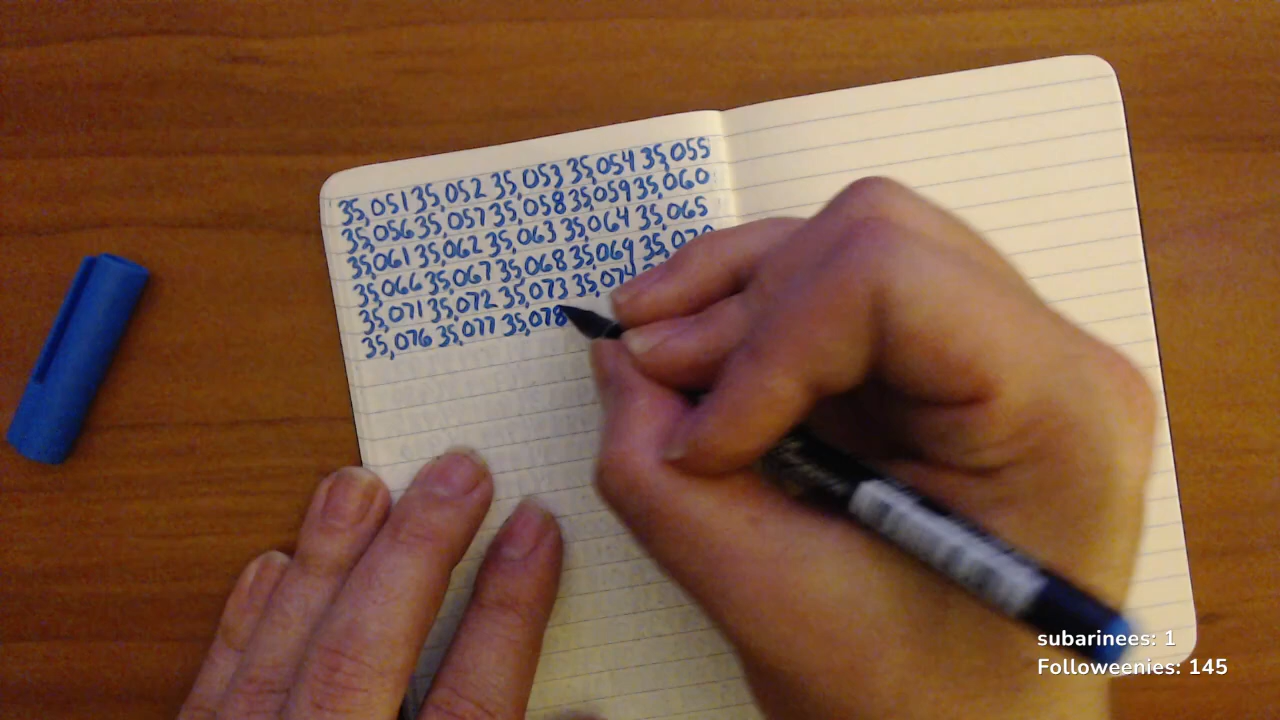 35,051 35,052 35,053 35,054 35,055
35,056 35,057 35,058 35,059 35,060
35,061 35,062 35,063 35,064 35,065
35,066 35,067 35,068 35,069 35,070
35,071 35,072 35,073 35,074
35,076 35,077 35,078
subarinees: 1
Followeenies: 145